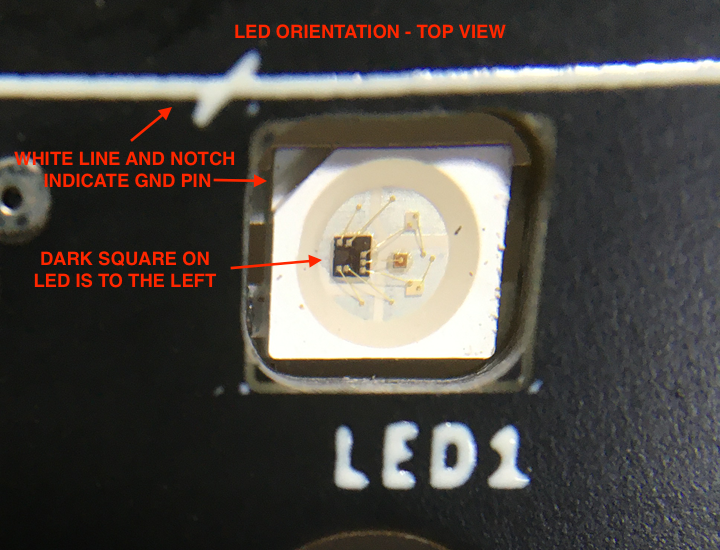 LED ORIENTATION - TOP VIEW
WHITE LINE AND NOTCH
INDICATE GND PIN
DARK SQUARE ON
LED IS TO THE LEFT
LED1